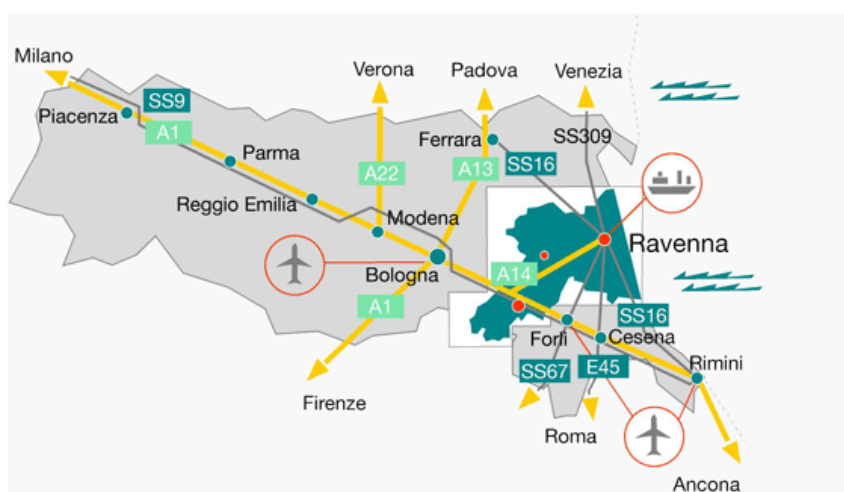 Milano
Verona
Padova
Venezia
SS9
Piacenza
A1
Ferrara
SS309
Parma
SS16
A22
A13
Reggio Emilia
Modena
Ravenna
Bologna
A14
A1
SS16
Forlì
Cesena
Rimini
SS67
E45
Firenze
Roma
Ancona